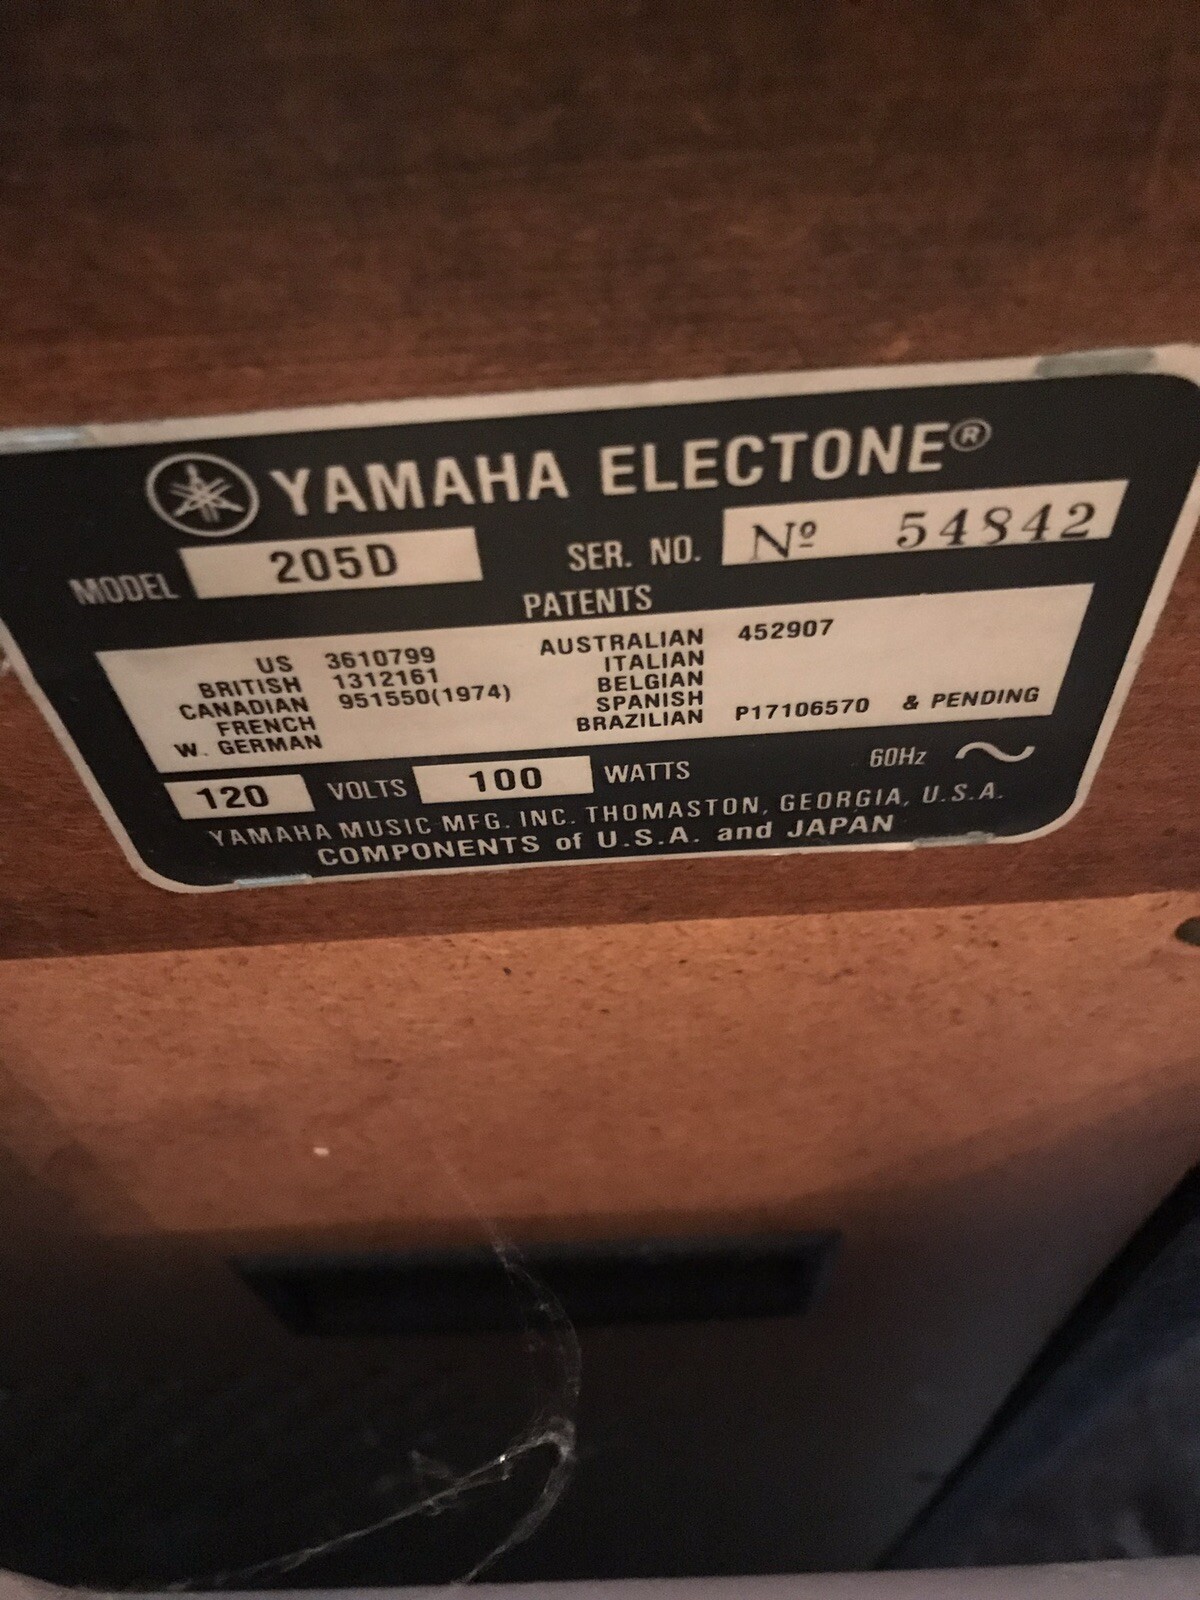 YAMAHA ELECTONE®
MODEL 205D SER. NO. Nº 54842
PATENTS
US 3610799 AUSTRALIAN 452907
BRITISH 1312161 ITALIAN
CANADIAN 951550(1974) BELGIAN
FRENCH SPANISH
W. GERMAN BRAZILIAN P17106570 & PENDING
120 VOLTS 100 WATTS 60Hz ~
YAMAHA MUSIC MFG. INC. THOMASTON, GEORGIA, U.S.A.
COMPONENTS of U.S.A. and JAPAN